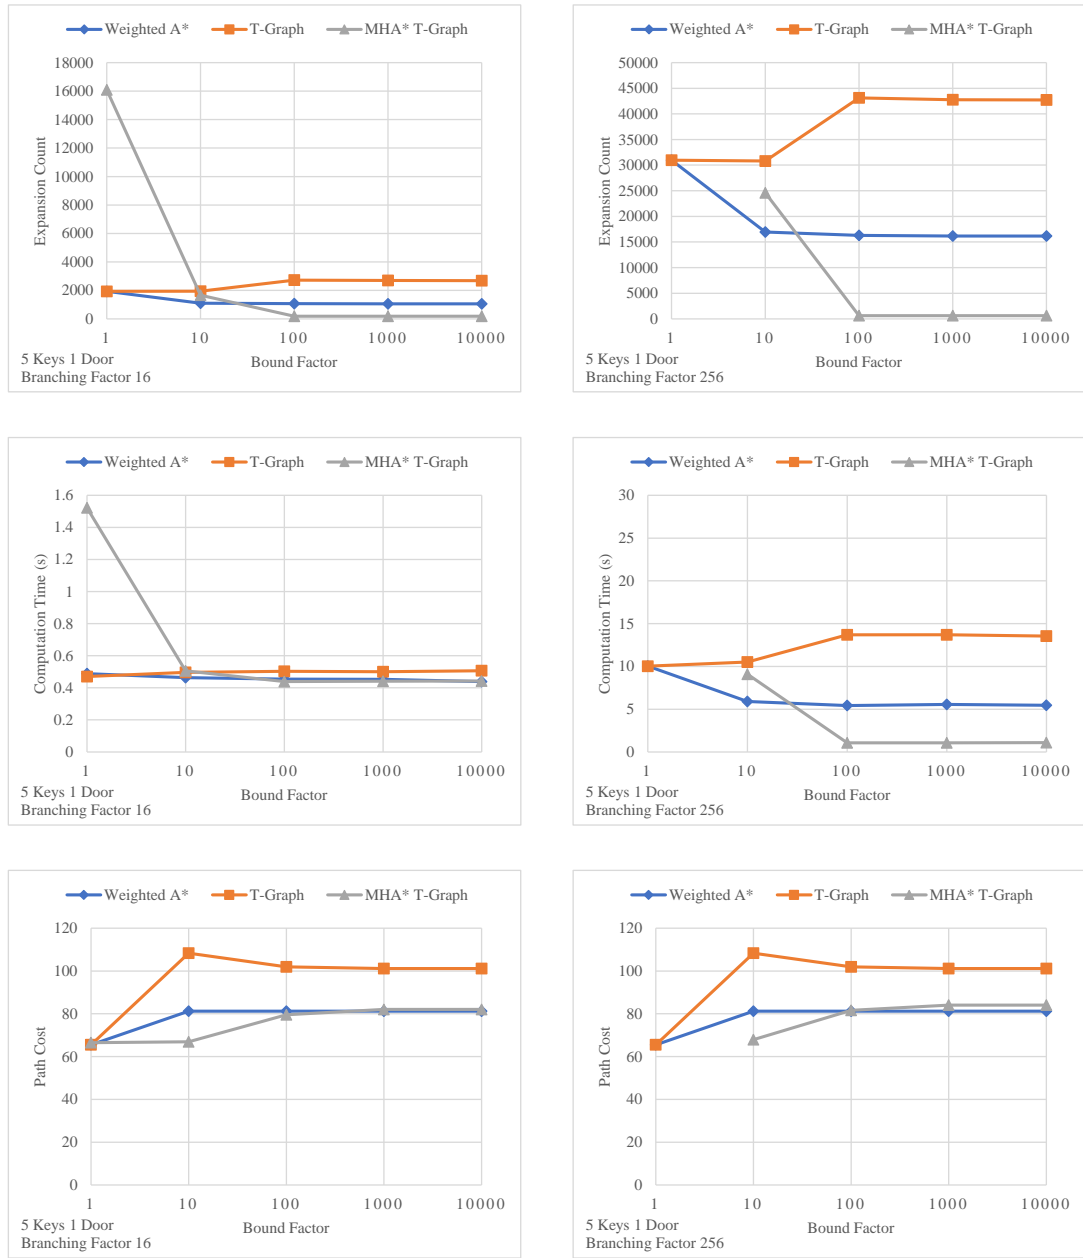 Weighted A* T-Graph MHA* T-Graph
18000
16000
14000
12000
10000
8000
6000
4000
2000
0
Expansion Count
1 10 100 1000 10000
Bound Factor
5 Keys 1 Door
Branching Factor 16
Weighted A* T-Graph MHA* T-Graph
50000
45000
40000
35000
30000
25000
20000
15000
10000
5000
0
Expansion Count
1 10 100 1000 10000
Bound Factor
5 Keys 1 Door
Branching Factor 256
Weighted A* T-Graph MHA* T-Graph
1.6
1.4
1.2
1
0.8
0.6
0.4
0.2
0
Computation Time (s)
1 10 100 1000 10000
Bound Factor
5 Keys 1 Door
Branching Factor 16
Weighted A* T-Graph MHA* T-Graph
30
25
20
15
10
5
0
Computation Time (s)
1 10 100 1000 10000
Bound Factor
5 Keys 1 Door
Branching Factor 256
Weighted A* T-Graph MHA* T-Graph
120
100
80
60
40
20
0
Path Cost
1 10 100 1000 10000
Bound Factor
5 Keys 1 Door
Branching Factor 16
Weighted A* T-Graph MHA* T-Graph
120
100
80
60
40
20
0
Path Cost
1 10 100 1000 10000
Bound Factor
5 Keys 1 Door
Branching Factor 256